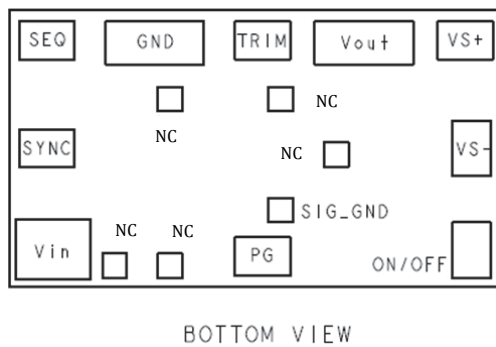 SEQ GND TRIM Vout VS+
NC
NC
SYNC NC VS-
SIG_GND
NC NC
Vin PG ON/OFF
BOTTOM VIEW